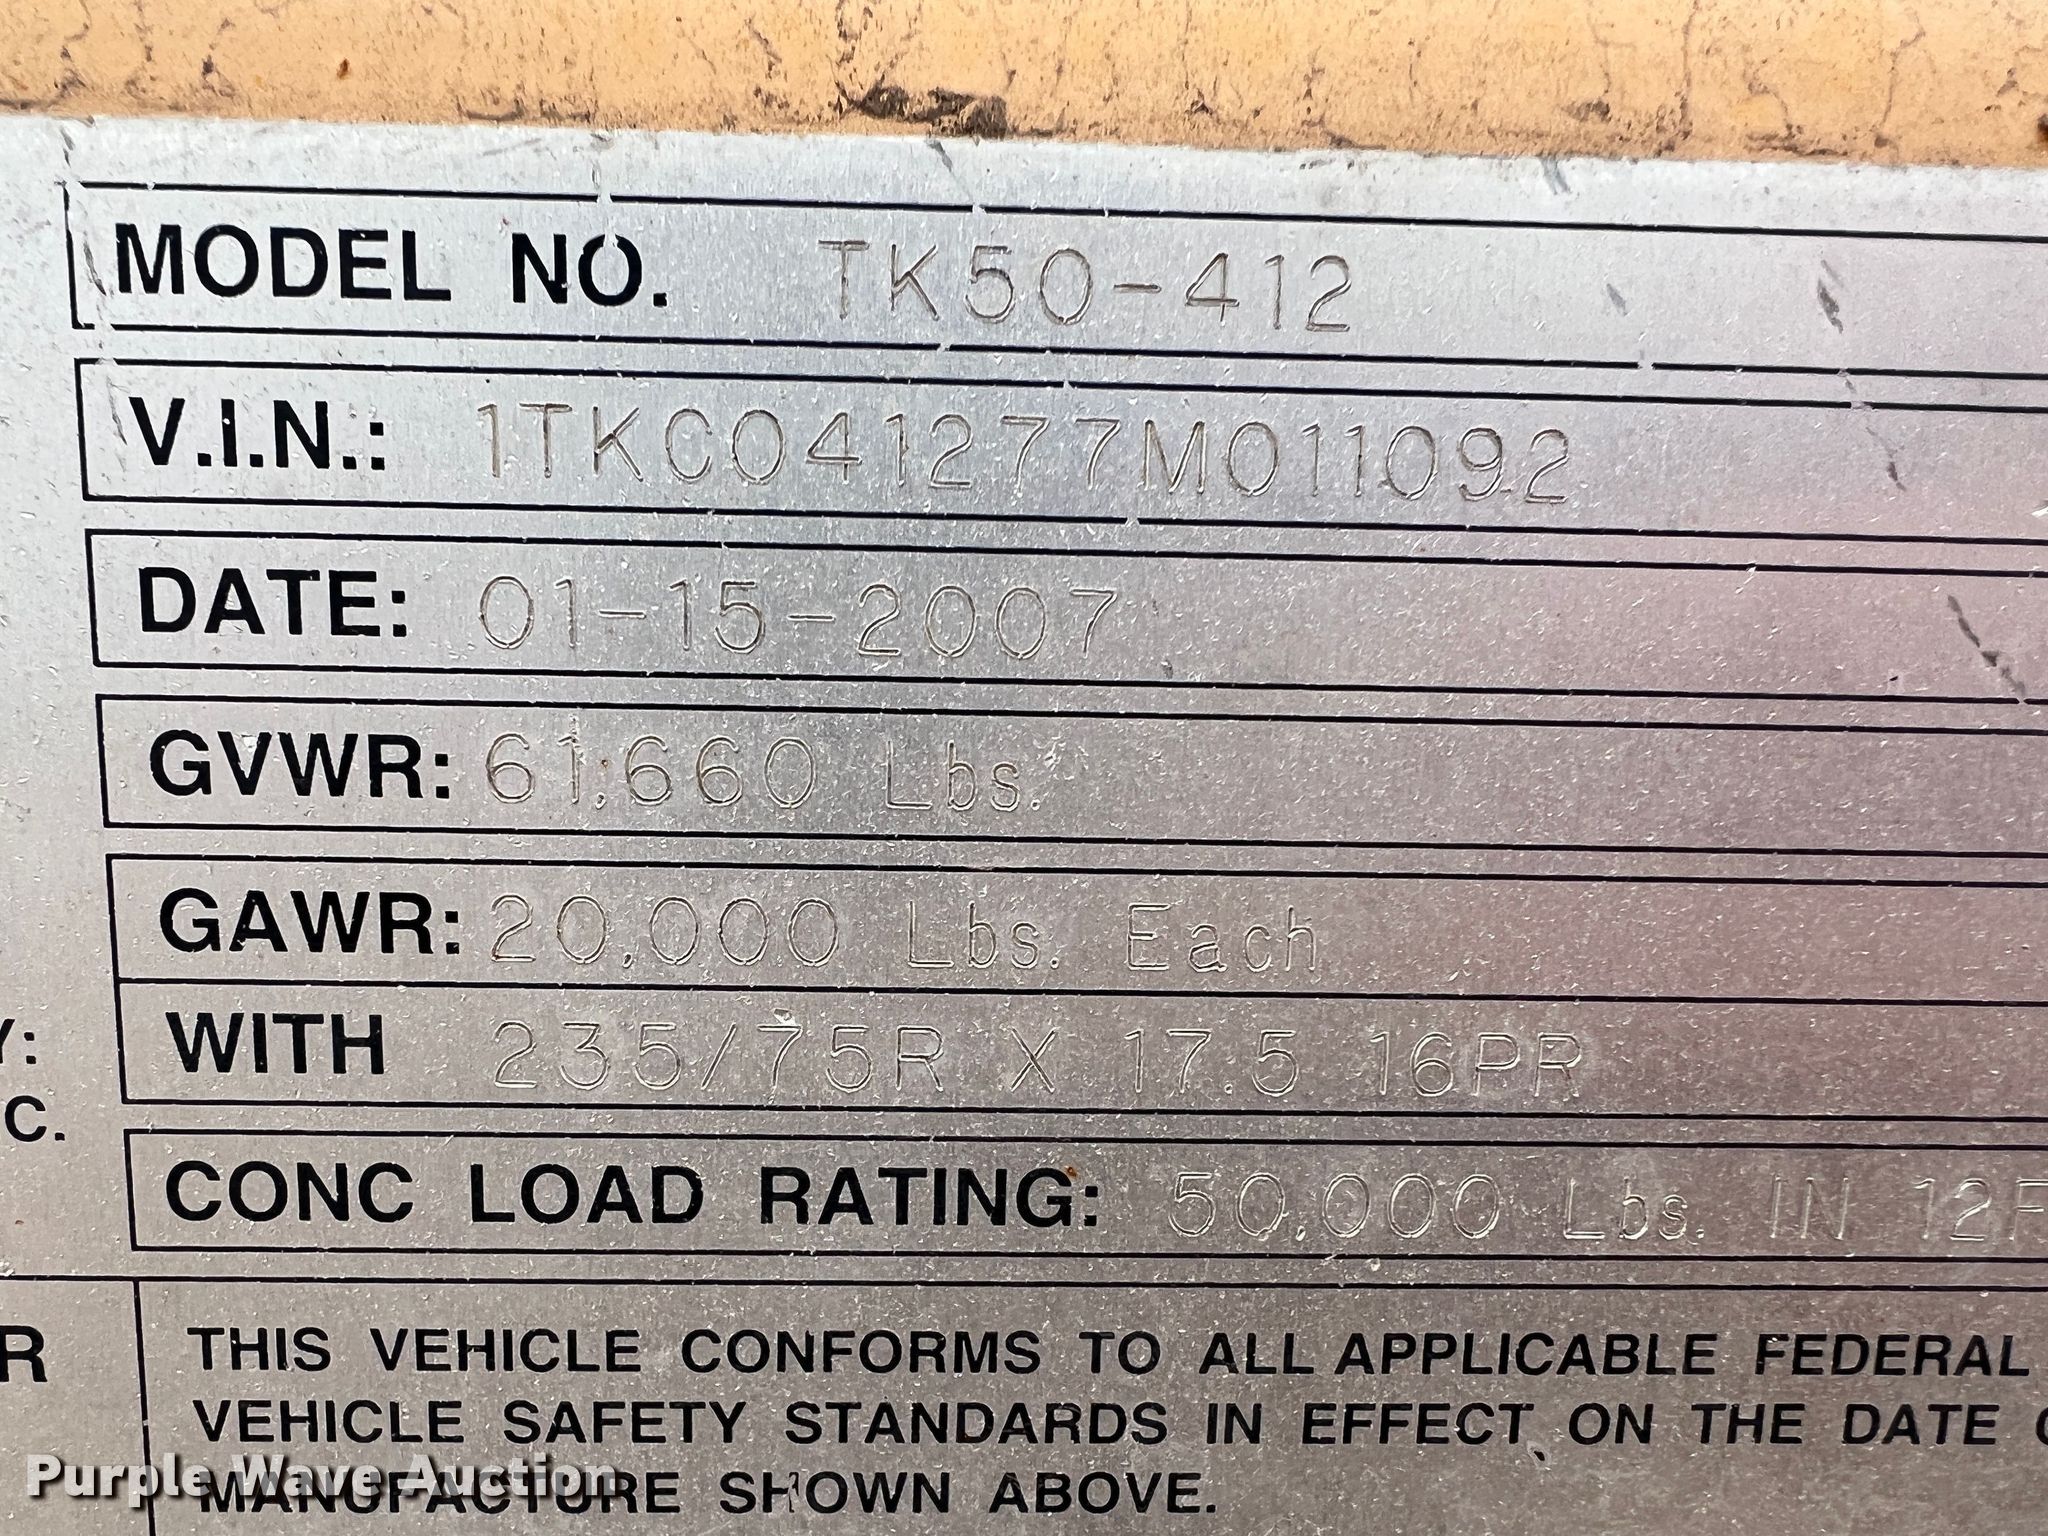 MODEL NO. TK50-412
V.I.N.: 1TKC041277M011092
DATE: 01-15-2007
GVWR: 61,660 Lbs.
GAWR: 20,000 Lbs. Each
WITH 235/75R X 17.5 16PR
Y:
C.
CONC LOAD RATING: 50,000 Lbs. IN 12F
R
THIS VEHICLE CONFORMS TO ALL APPLICABLE FEDERAL
VEHICLE SAFETY STANDARDS IN EFFECT ON THE DATE O
MANUFACTURE SHOWN ABOVE.
Purple Wave Auction